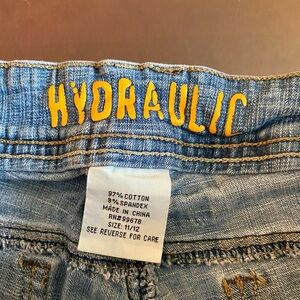 HYDRAULIC
97% COTTON
3% SPANDEX
MADE IN CHINA
RN#99678
SIZE: 11/12
SEE REVERSE FOR CARE